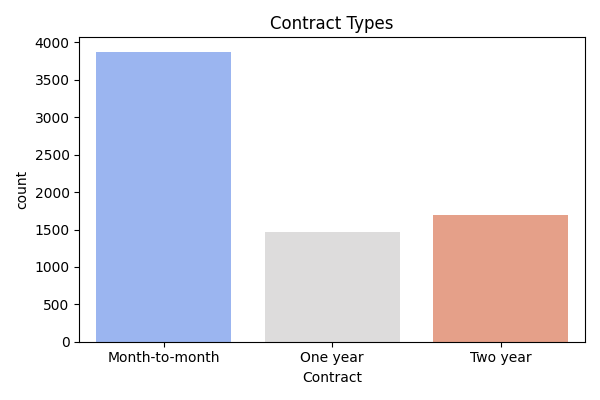 Contract Types
4000
3500
3000
2500
2000
1500
1000
500
0
count
Month-to-month
One year
Two year
Contract